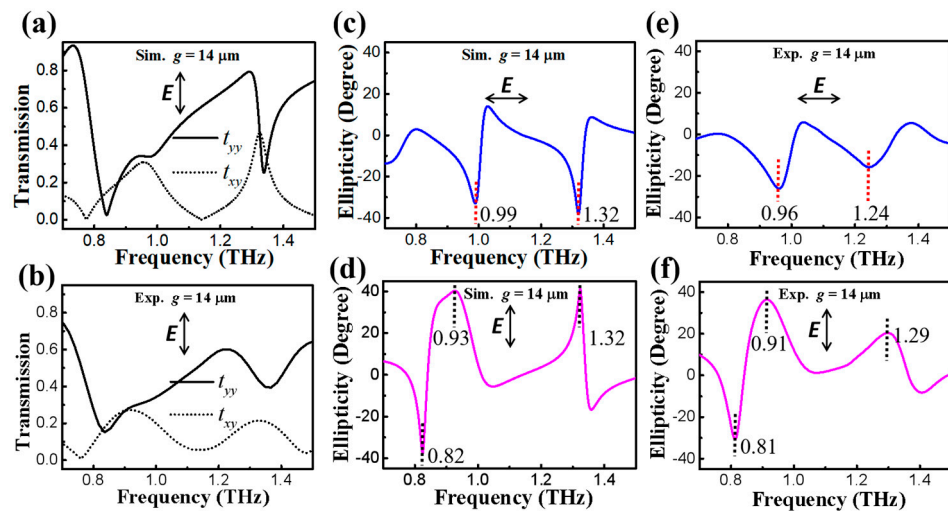 (a)
Sim. g = 14 μm
E
t_yy
t_xy
Transmission
0.8
0.6
0.4
0.2
0.0
0.8 1.0 1.2 1.4
Frequency (THz)
(c)
Sim. g = 14 μm
E
Ellipticity (Degree)
40
20
0
-20
-40
0.99
1.32
0.8 1.0 1.2 1.4
Frequency (THz)
(e)
Exp. g = 14 μm
E
Ellipticity (Degree)
40
20
0
-20
-40
0.96
1.24
0.8 1.0 1.2 1.4
Frequency (THz)
(b)
Exp. g = 14 μm
E
t_yy
t_xy
Transmission
0.8
0.6
0.4
0.2
0.0
0.8 1.0 1.2 1.4
Frequency (THz)
(d)
Sim. g = 14 μm
E
Ellipticity (Degree)
40
20
0
-20
-40
0.93
1.32
0.82
0.8 1.0 1.2 1.4
Frequency (THz)
(f)
Exp. g = 14 μm
E
Ellipticity (Degree)
40
20
0
-20
-40
0.91
1.29
0.81
0.8 1.0 1.2 1.4
Frequency (THz)